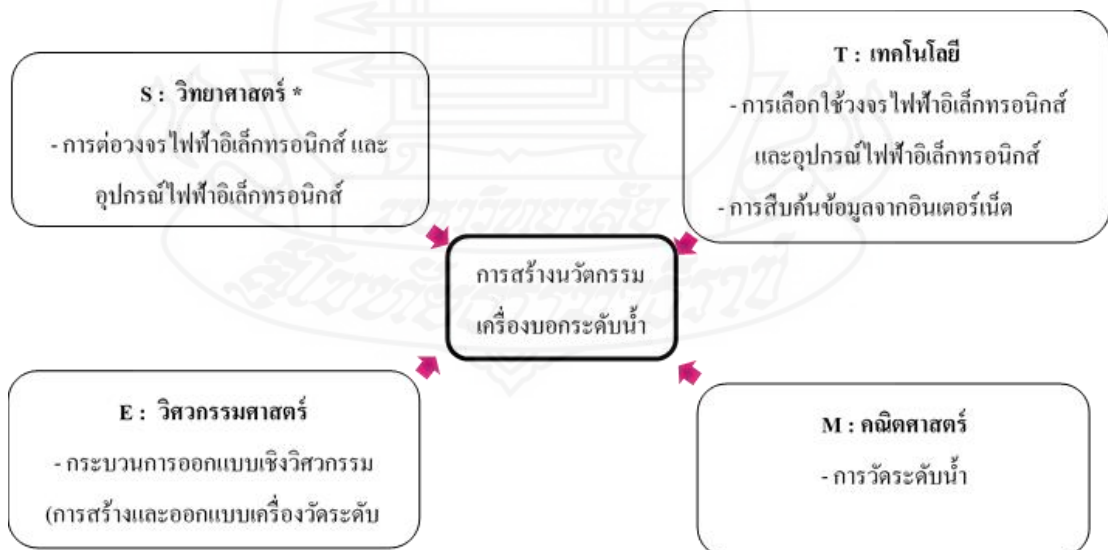 S : วิทยาศาสตร์ *
- การต่อวงจรไฟฟ้าอิเล็กทรอนิกส์ และ
อุปกรณ์ไฟฟ้าอิเล็กทรอนิกส์
T : เทคโนโลยี
- การเลือกใช้วงจรไฟฟ้าอิเล็กทรอนิกส์
และอุปกรณ์ไฟฟ้าอิเล็กทรอนิกส์
- การสืบค้นข้อมูลจากอินเตอร์เน็ต
การสร้างนวัตกรรม
เครื่องบอกระดับน้ำ
E : วิศวกรรมศาสตร์
- กระบวนการออกแบบเชิงวิศวกรรม
(การสร้างและออกแบบเครื่องวัดระดับ
M : คณิตศาสตร์
- การวัดระดับน้ำ